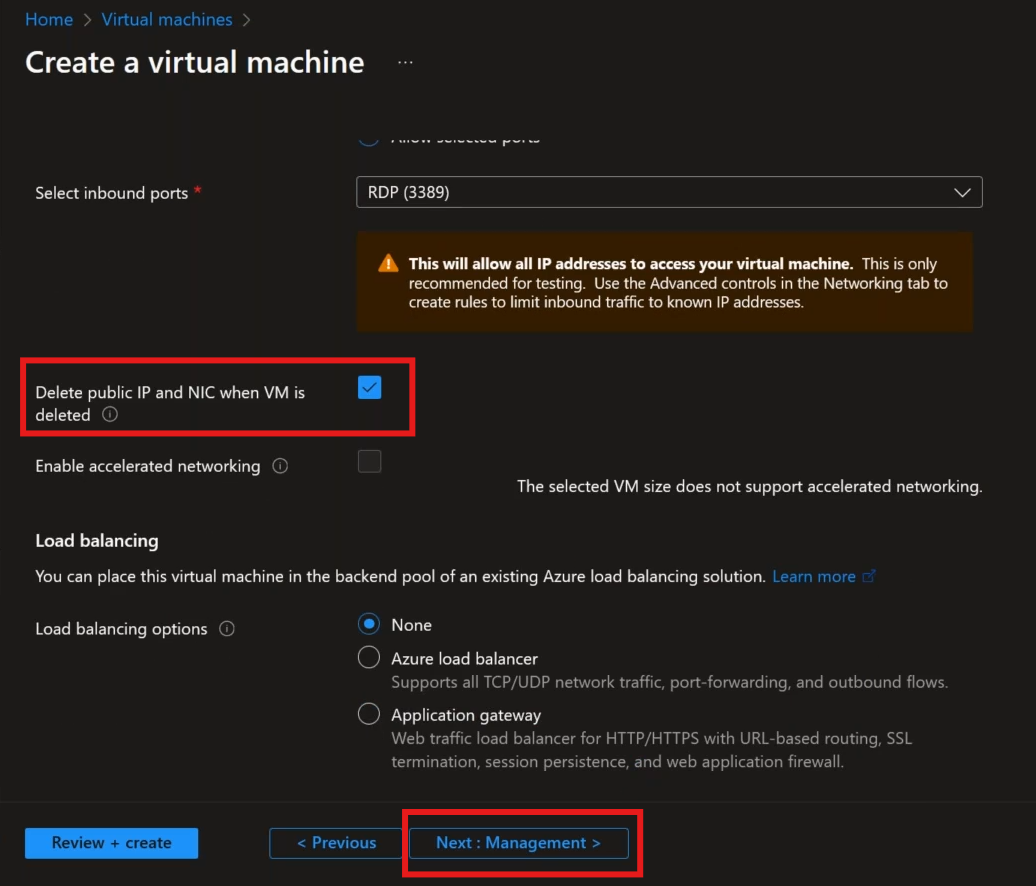 Home > Virtual machines >
Create a virtual machine ...
Allow selected ports
Select inbound ports *
RDP (3389)
This will allow all IP addresses to access your virtual machine. This is only
recommended for testing. Use the Advanced controls in the Networking tab to
create rules to limit inbound traffic to known IP addresses.
Delete public IP and NIC when VM is
deleted
Enable accelerated networking
The selected VM size does not support accelerated networking.
Load balancing
You can place this virtual machine in the backend pool of an existing Azure load balancing solution. Learn more
Load balancing options
None
Azure load balancer
Supports all TCP/UDP network traffic, port-forwarding, and outbound flows.
Application gateway
Web traffic load balancer for HTTP/HTTPS with URL-based routing, SSL
termination, session persistence, and web application firewall.
Review + create
< Previous
Next : Management >